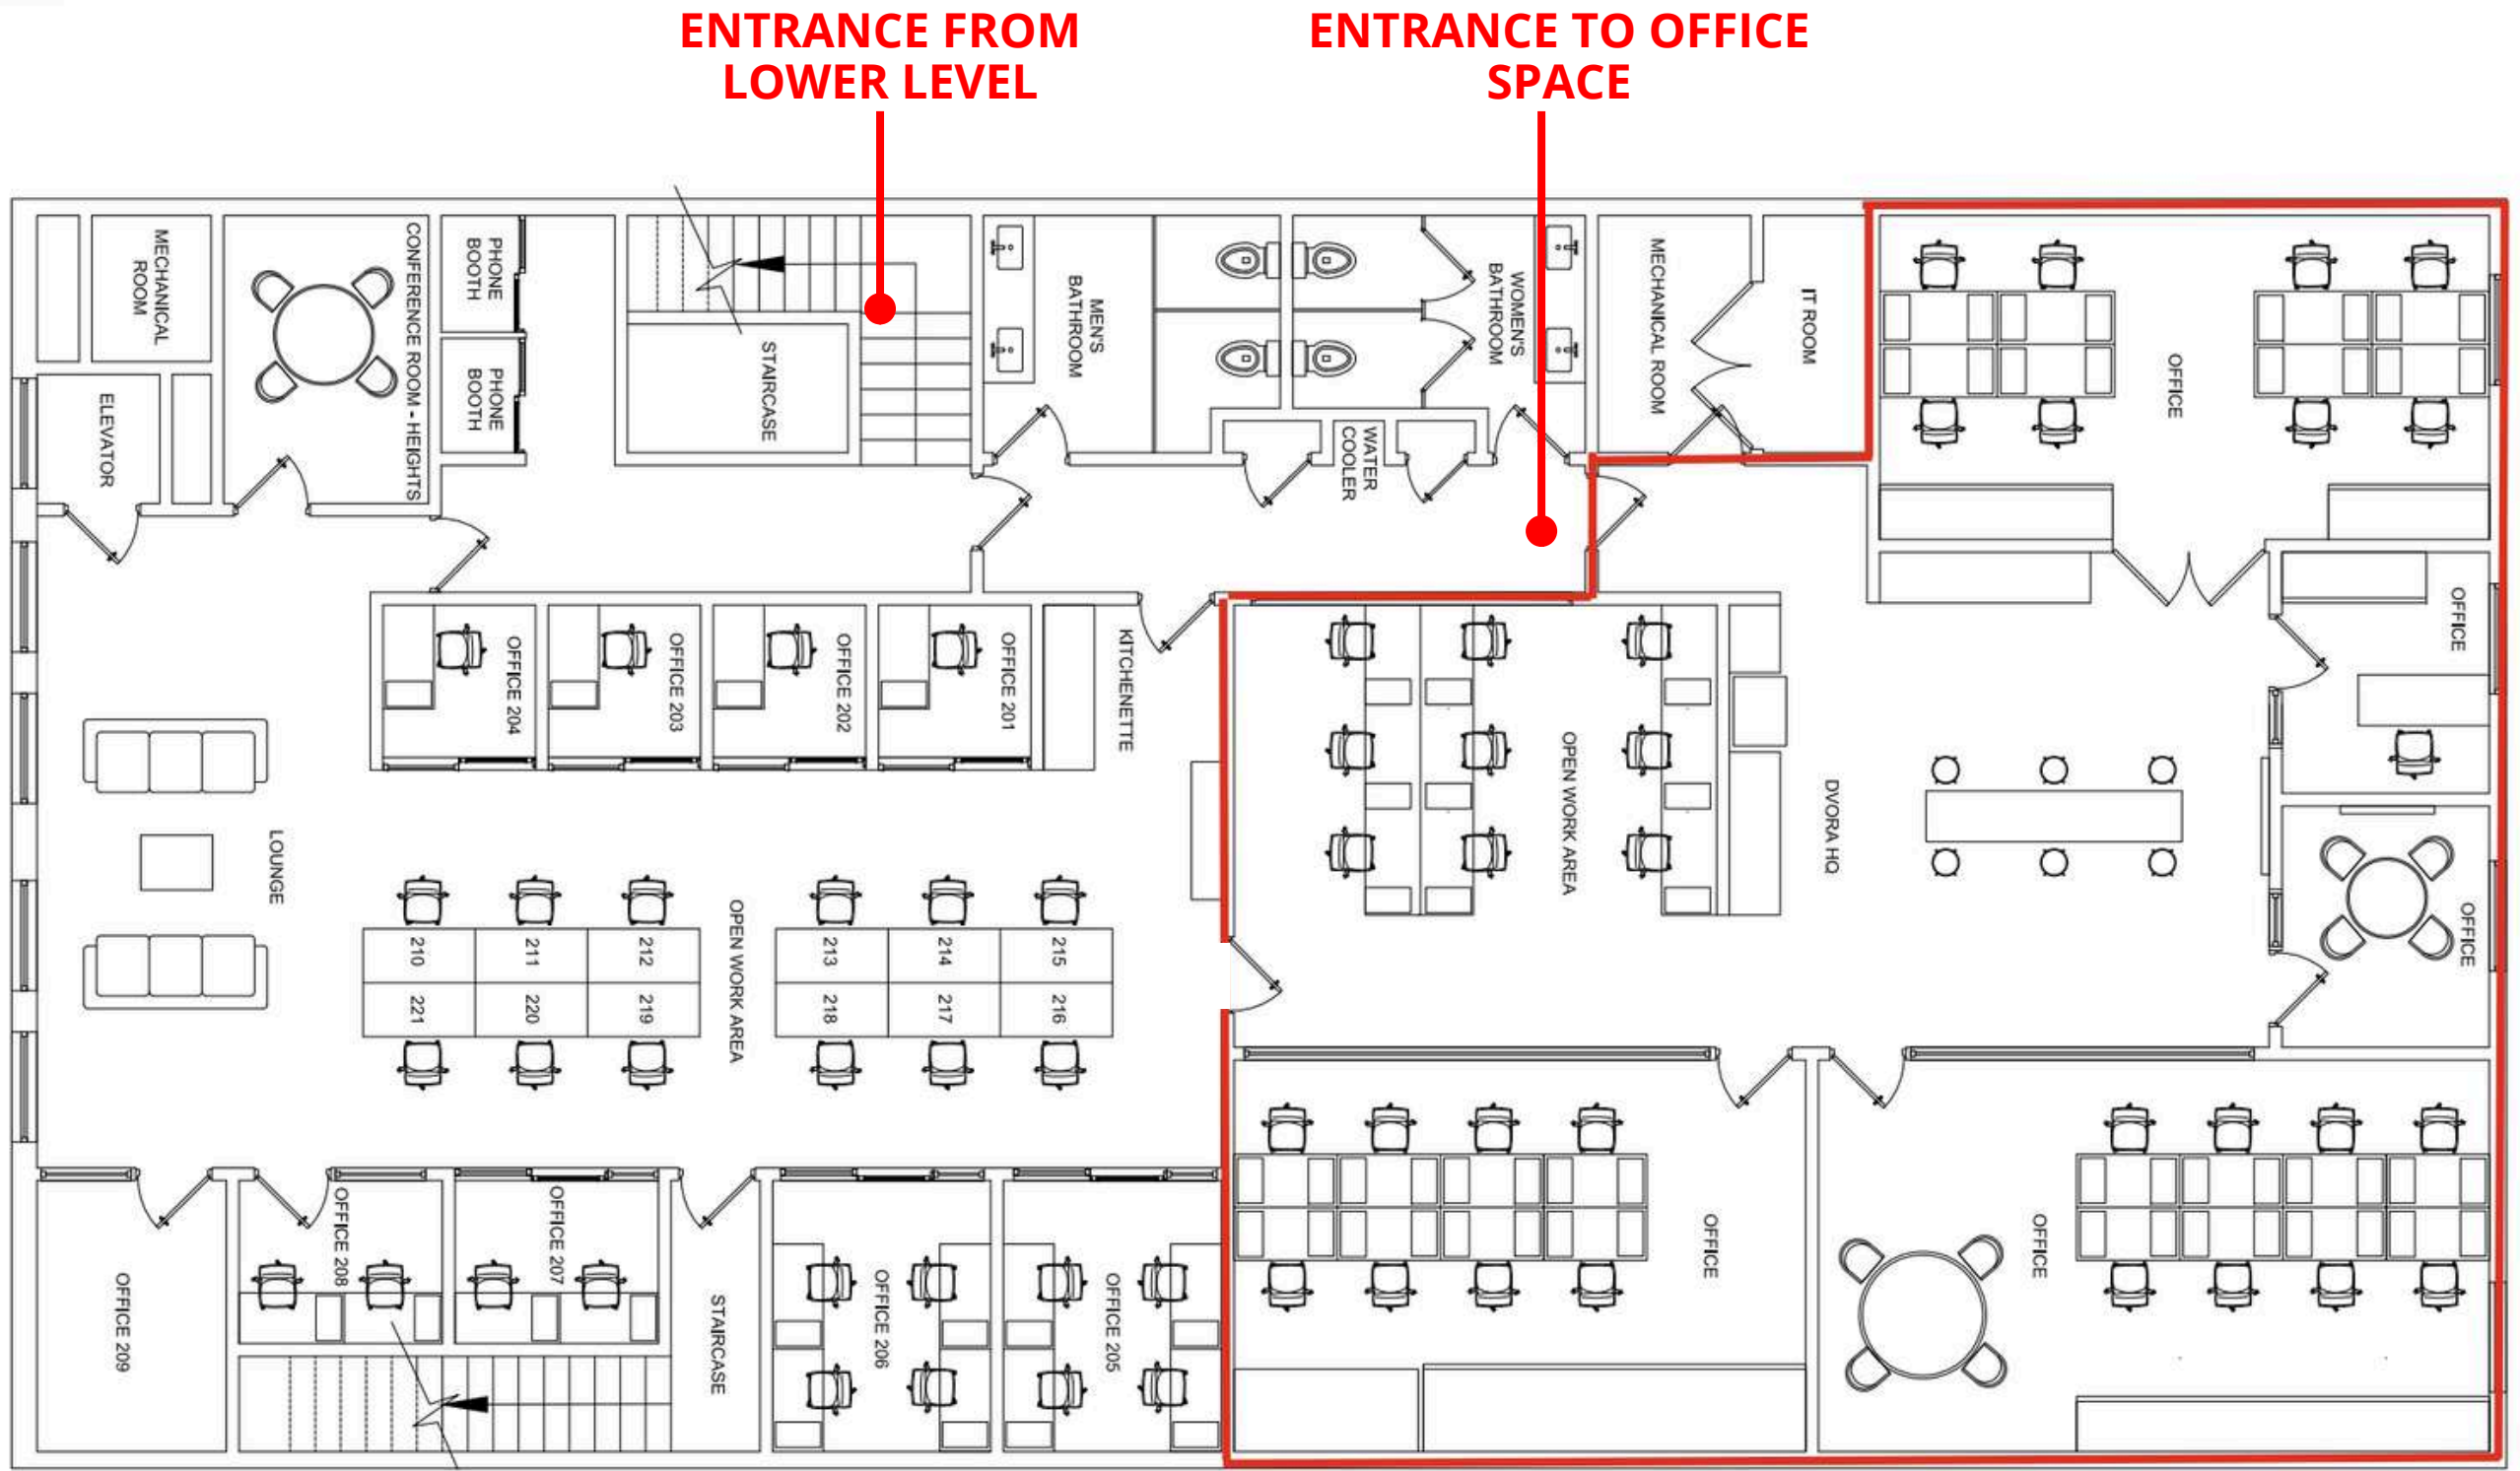 ENTRANCE FROM
LOWER LEVEL
ENTRANCE TO OFFICE
SPACE
MECHANICAL
ROOM
CONFERENCE ROOM - HEIGHTS
PHONE
BOOTH
PHONE
BOOTH
ELEVATOR
STAIRCASE
MEN'S
BATHROOM
WOMEN'S
BATHROOM
WATER
COOLER
MECHANICAL ROOM
IT ROOM
OFFICE
OFFICE
OFFICE 204
OFFICE 203
OFFICE 202
OFFICE 201
KITCHENETTE
OPEN WORK AREA
DVORA HQ
OFFICE
LOUNGE
210
211
212
221
220
219
OPEN WORK AREA
213
214
215
218
217
216
OFFICE 209
OFFICE 208
OFFICE 207
STAIRCASE
OFFICE 206
OFFICE 205
OFFICE
OFFICE